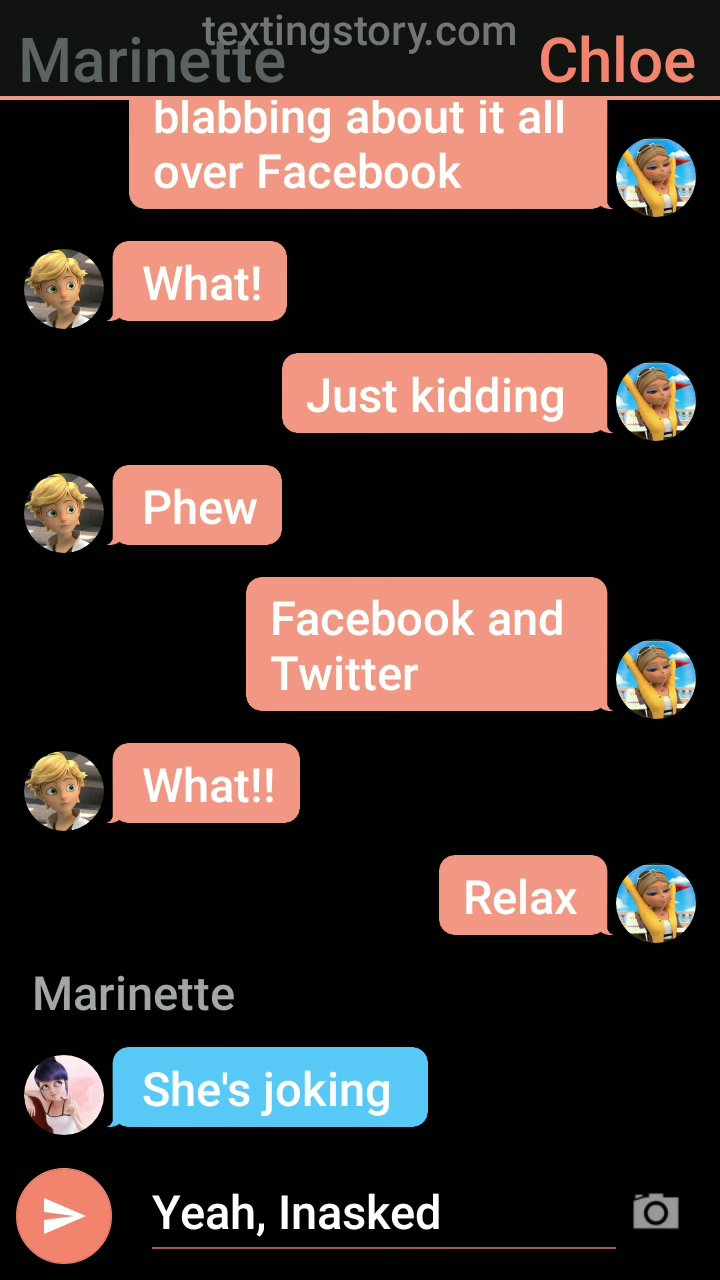 textingstory.com
Marinette
Chloe
blabbing about it all
over Facebook
What!
Just kidding
Phew
Facebook and
Twitter
What!!
Relax
Marinette
She's joking
Yeah, Inasked